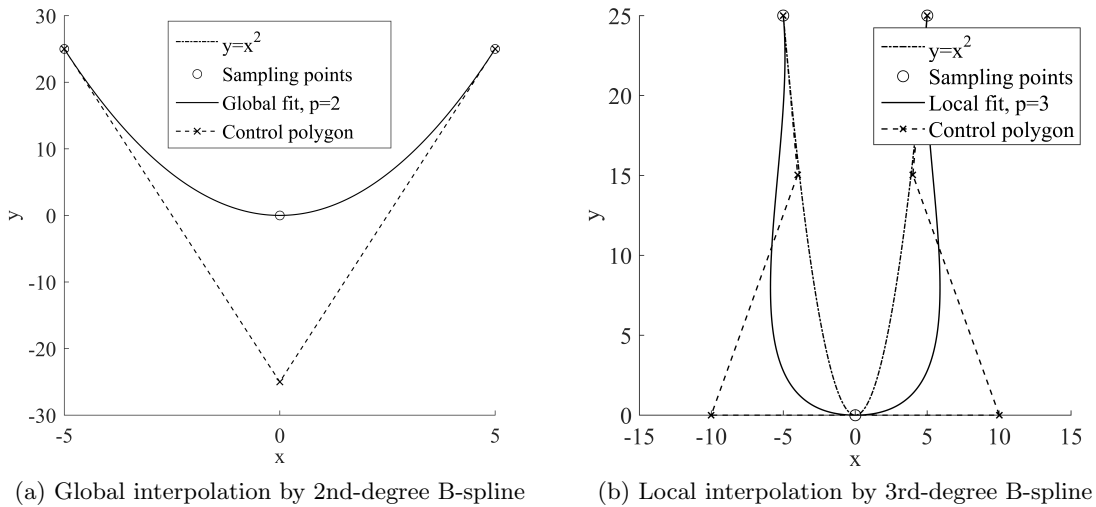 30
20
10
0
-10
-20
-30
-5
0
5
y
x
y=x²
Sampling points
Global fit, p=2
Control polygon
(a) Global interpolation by 2nd-degree B-spline
25
20
15
10
5
0
-15
-10
-5
0
5
10
15
y
x
y=x²
Sampling points
Local fit, p=3
Control polygon
(b) Local interpolation by 3rd-degree B-spline